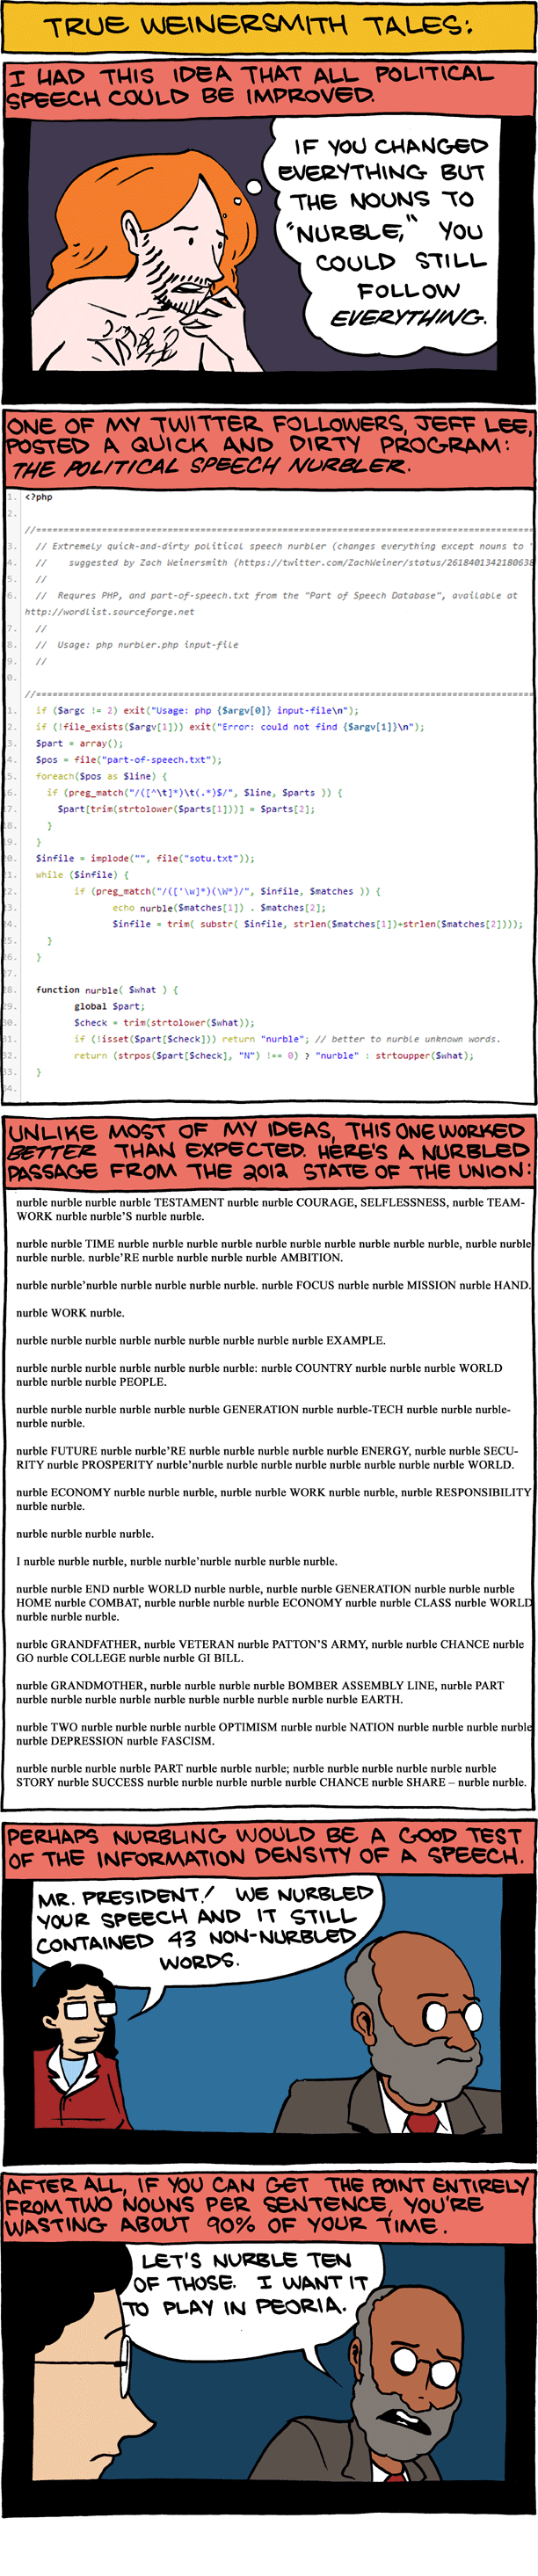 TRUE WEINERSMITH TALES:
I HAD THIS IDEA THAT ALL POLITICAL
SPEECH COULD BE IMPROVED.
IF YOU CHANGED
EVERYTHING BUT
THE NOUNS TO
"NURBLE," YOU
COULD STILL
FOLLOW
EVERYTHING.
ONE OF MY TWITTER FOLLOWERS, JEFF LEE,
POSTED A QUICK AND DIRTY PROGRAM:
THE POLITICAL SPEECH NURBLER.
1. <?php
2.
//==============================================================================
3. // Extremely quick-and-dirty political speech nurbler (changes everything except nouns to "
4. // suggested by Zach Weinersmith (https://twitter.com/ZachWeiner/status/2618401342180638
5. //
6. // Requres PHP, and part-of-speech.txt from the "Part of Speech Database", available at
http://wordlist.sourceforge.net
7. //
8. // Usage: php nurbler.php input-file
9. //
0.
//==============================================================================
1. if ($argc != 2) exit("Usage: php {$argv[0]} input-file\n");
2. if (!file_exists($argv[1])) exit("Error: could not find {$argv[1]}\n");
3. $part = array();
4. $pos = file("part-of-speech.txt");
5. foreach($pos as $line) {
6. if (preg_match("/([^\t]*)\t(.*)$/", $line, $parts )) {
7. $part[trim(strtolower($parts[1]))] = $parts[2];
8. }
9. }
0. $infile = implode("", file("sotu.txt"));
1. while ($infile) {
2. if (preg_match("/(['\w]*)(\W*)/", $infile, $matches )) {
3. echo nurble($matches[1]) . $matches[2];
4. $infile = trim( substr( $infile, strlen($matches[1])+strlen($matches[2])));
5. }
6. }
7.
8. function nurble( $what ) {
9. global $part;
0. $check = trim(strtolower($what));
1. if (!isset($part[$check])) return "nurble"; // better to nurble unknown words.
2. return (strpos($part[$check], "N") !== 0) ? "nurble" : strtoupper($what);
3. }
4.
UNLIKE MOST OF MY IDEAS, THIS ONE WORKED
BETTER THAN EXPECTED. HERE'S A NURBLED
PASSAGE FROM THE 2012 STATE OF THE UNION:
nurble nurble nurble nurble TESTAMENT nurble nurble COURAGE, SELFLESSNESS, nurble TEAM-
WORK nurble nurble'S nurble nurble.
nurble nurble TIME nurble nurble nurble nurble nurble nurble nurble nurble nurble nurble, nurble nurble
nurble nurble. nurble'RE nurble nurble nurble nurble AMBITION.
nurble nurble'nurble nurble nurble nurble nurble. nurble FOCUS nurble nurble MISSION nurble HAND.
nurble WORK nurble.
nurble nurble nurble nurble nurble nurble nurble nurble nurble EXAMPLE.
nurble nurble nurble nurble nurble nurble nurble: nurble COUNTRY nurble nurble nurble WORLD
nurble nurble nurble PEOPLE.
nurble nurble nurble nurble nurble nurble GENERATION nurble nurble-TECH nurble nurble nurble-
nurble nurble.
nurble FUTURE nurble nurble'RE nurble nurble nurble nurble nurble ENERGY, nurble nurble SECU-
RITY nurble PROSPERITY nurble'nurble nurble nurble nurble nurble nurble nurble nurble WORLD.
nurble ECONOMY nurble nurble nurble, nurble nurble WORK nurble nurble, nurble RESPONSIBILITY
nurble nurble.
nurble nurble nurble nurble.
I nurble nurble nurble, nurble nurble'nurble nurble nurble nurble.
nurble nurble END nurble WORLD nurble nurble, nurble nurble GENERATION nurble nurble nurble
HOME nurble COMBAT, nurble nurble nurble nurble ECONOMY nurble nurble CLASS nurble WORLD
nurble nurble nurble.
nurble GRANDFATHER, nurble VETERAN nurble PATTON'S ARMY, nurble nurble CHANCE nurble
GO nurble COLLEGE nurble nurble GI BILL.
nurble GRANDMOTHER, nurble nurble nurble nurble BOMBER ASSEMBLY LINE, nurble PART
nurble nurble nurble nurble nurble nurble nurble nurble nurble nurble EARTH.
nurble TWO nurble nurble nurble nurble OPTIMISM nurble nurble NATION nurble nurble nurble nurble
nurble DEPRESSION nurble FASCISM.
nurble nurble nurble nurble PART nurble nurble nurble; nurble nurble nurble nurble nurble nurble
STORY nurble SUCCESS nurble nurble nurble nurble nurble CHANCE nurble SHARE – nurble nurble.
PERHAPS NURBLING WOULD BE A GOOD TEST
OF THE INFORMATION DENSITY OF A SPEECH.
MR. PRESIDENT! WE NURBLED
YOUR SPEECH AND IT STILL
CONTAINED 43 NON-NURBLED
WORDS.
AFTER ALL, IF YOU CAN GET THE POINT ENTIRELY
FROM TWO NOUNS PER SENTENCE, YOU'RE
WASTING ABOUT 90% OF YOUR TIME.
LET'S NURBLE TEN
OF THOSE. I WANT IT
TO PLAY IN PEORIA.